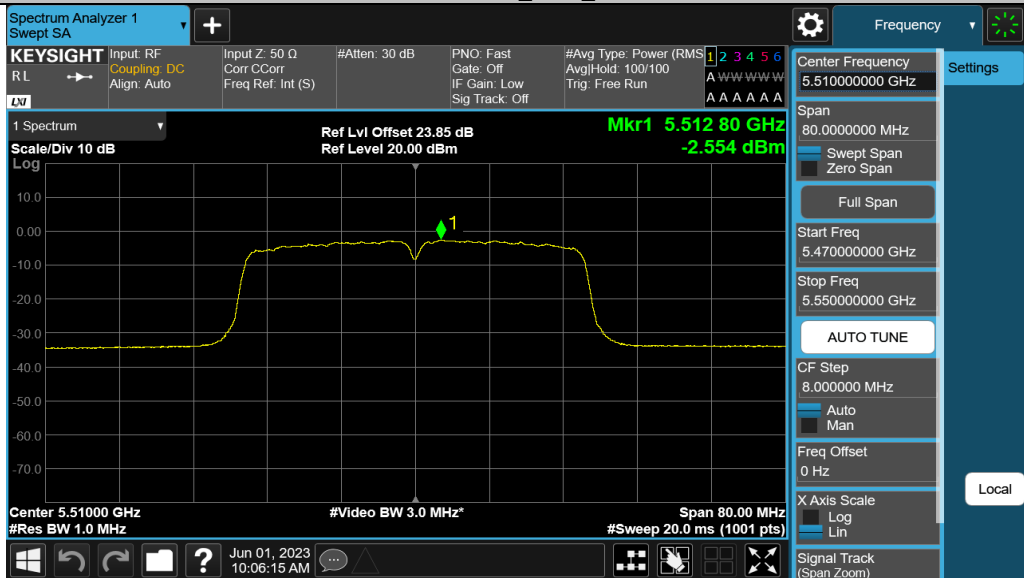 Spectrum Analyzer 1
Swept SA
+
Frequency
KEYSIGHT
R L
LXI
Input: RF
Coupling: DC
Align: Auto
Input Z: 50 Ω
Corr CCorr
Freq Ref: Int (S)
#Atten: 30 dB
PNO: Fast
Gate: Off
IF Gain: Low
Sig Track: Off
#Avg Type: Power (RMS
Avg|Hold: 100/100
Trig: Free Run
1 2 3 4 5 6
A W W W W W
A A A A A A
1 Spectrum
Scale/Div 10 dB
Log
Ref Lvl Offset 23.85 dB
Ref Level 20.00 dBm
Mkr1 5.512 80 GHz
-2.554 dBm
10.0
0.00
-10.0
-20.0
-30.0
-40.0
-50.0
-60.0
-70.0
1
Center 5.51000 GHz
#Res BW 1.0 MHz
#Video BW 3.0 MHz*
Span 80.00 MHz
#Sweep 20.0 ms (1001 pts)
Center Frequency
5.510000000 GHz
Span
80.0000000 MHz
Swept Span
Zero Span
Full Span
Start Freq
5.470000000 GHz
Stop Freq
5.550000000 GHz
AUTO TUNE
CF Step
8.000000 MHz
Auto
Man
Freq Offset
0 Hz
X Axis Scale
Log
Lin
Signal Track
(Span Zoom)
Settings
Local
?
Jun 01, 2023
10:06:15 AM